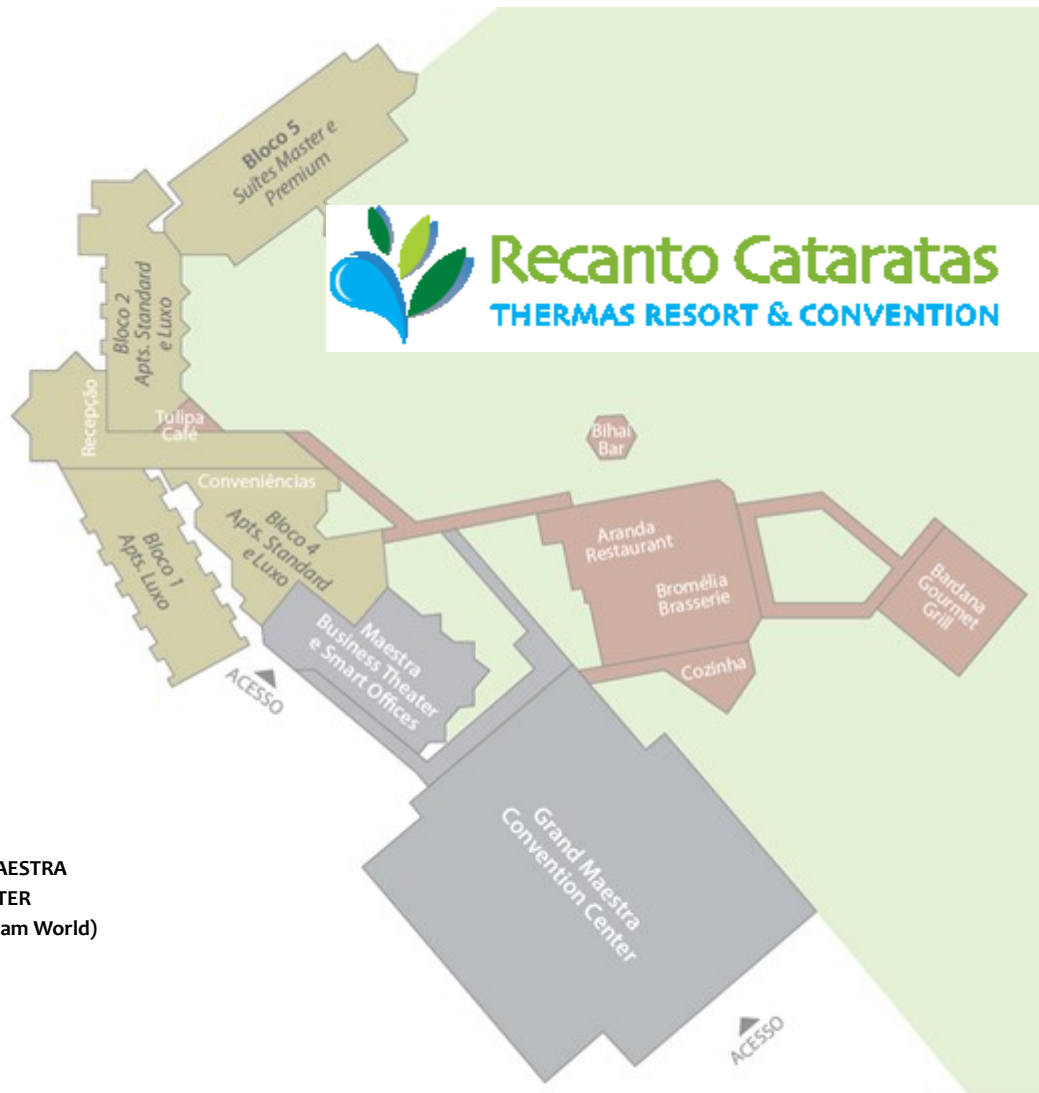 Bloco 5
Suítes Master e
Premium
Recanto Cataratas
THERMAS RESORT & CONVENTION
Bloco 2
Apts. Standard
e Luxo
Recepção
Tulipa
Café
Bihai
Bar
Conveniências
Bloco 4
Apts. Standard
e Luxo
Bloco 1
Apts. Luxo
Aranda
Restaurant
Bromélia
Brasserie
Bardana
Gourmet
Grill
Cozinha
Maestra
Business Theater
e Smart Offices
ACESSO
Grand Maestra
Convention Center
AESTRA
TER
am World)
ACESSO